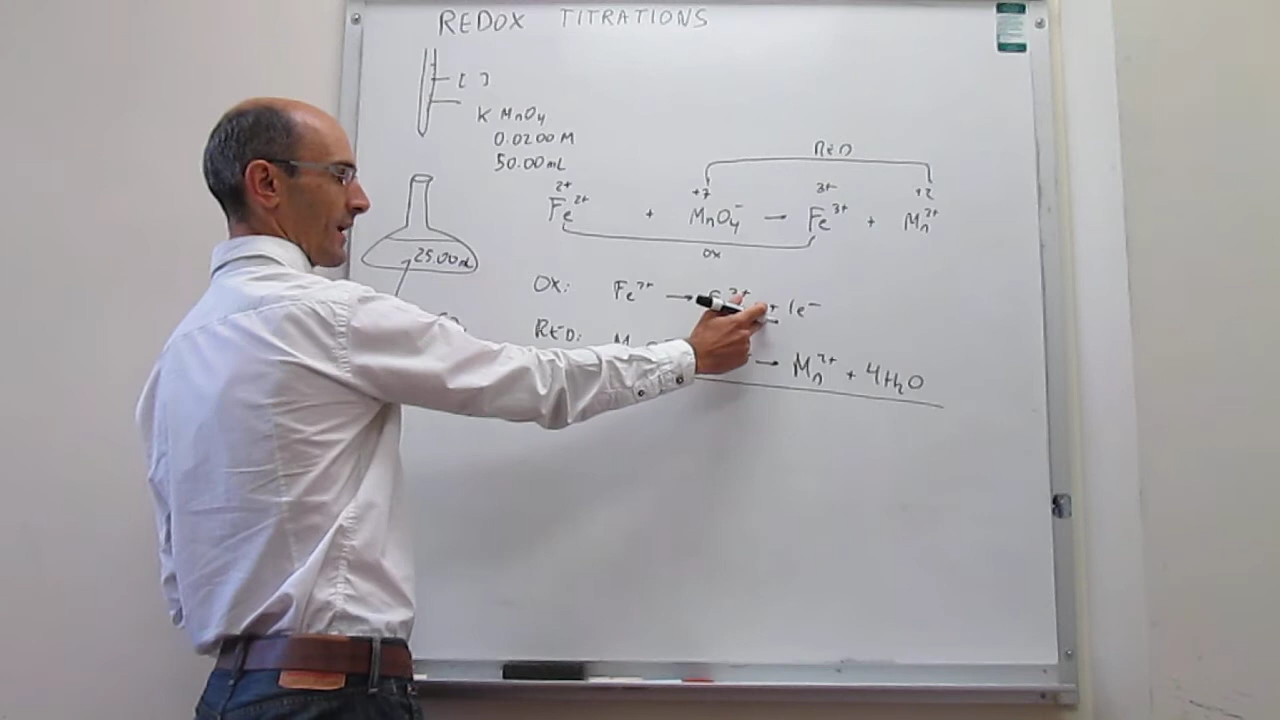 REDOX TITRATIONS
[ ]
KMnO4
0.0200 M
50.00 mL
25.00 mL
RED
2+ +7 3+ +2
Fe2+ + MnO4- → Fe3+ + Mn2+
OX
OX: Fe2+ → + 1e-
RED: → Mn2+ + 4H2O